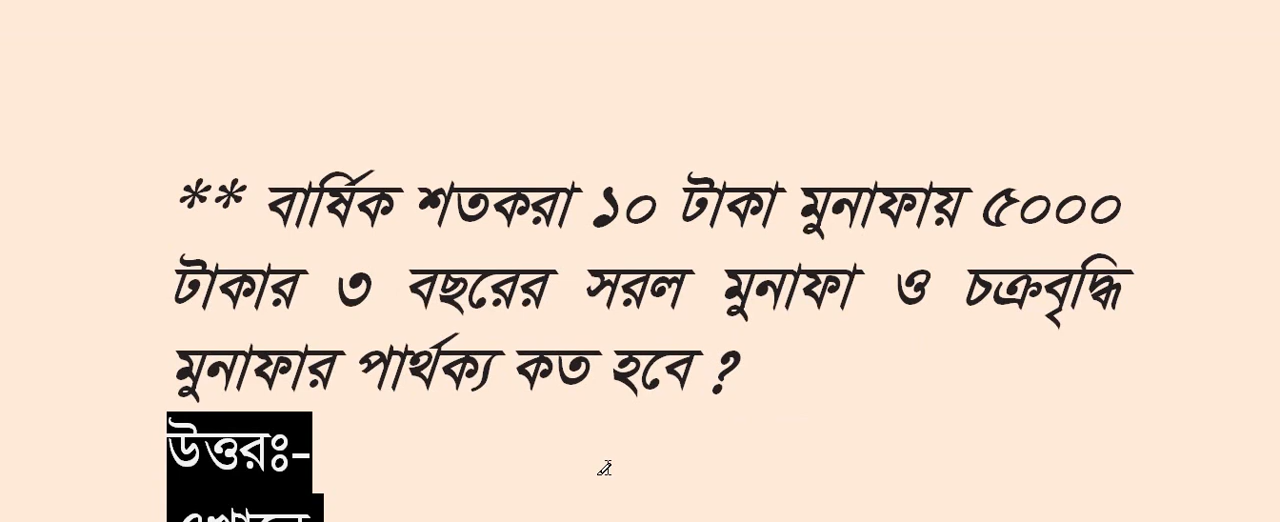 ** বার্ষিক শতকরা ১০ টাকা মুনাফায় ৫০০০
টাকার ৩ বছরের সরল মুনাফা ও চক্রবৃদ্ধি
মুনাফার পার্থক্য কত হবে ?
উত্তরঃ-